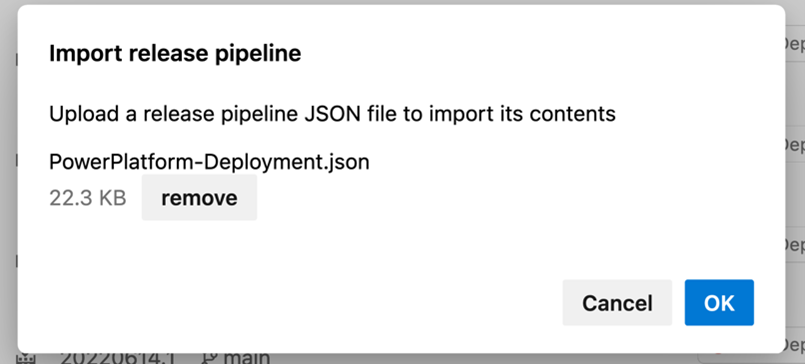 Import release pipeline
Upload a release pipeline JSON file to import its contents
PowerPlatform-Deployment.json
22.3 KB remove
Cancel OK
20220614.1 main